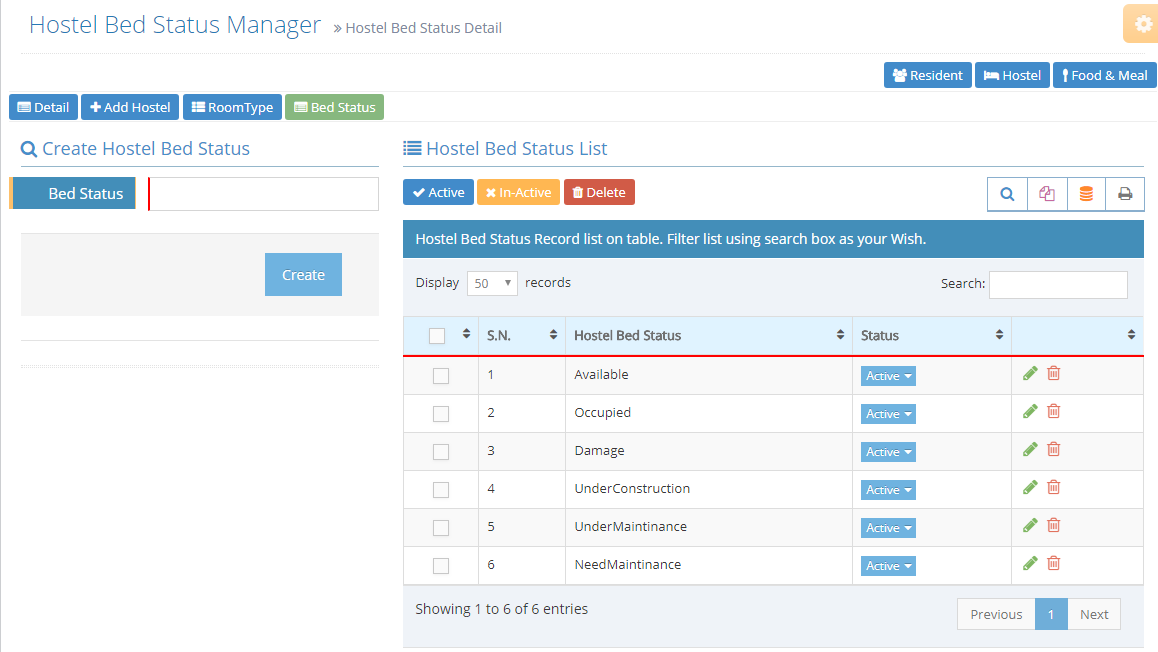 Hostel Bed Status Manager » Hostel Bed Status Detail
Resident Hostel Food & Meal
Detail Add Hostel RoomType Bed Status
Create Hostel Bed Status
Bed Status
Create
Hostel Bed Status List
Active In-Active Delete
Hostel Bed Status Record list on table. Filter list using search box as your Wish.
Display 50 records Search:
S.N. Hostel Bed Status Status
1 Available Active
2 Occupied Active
3 Damage Active
4 UnderConstruction Active
5 UnderMaintinance Active
6 NeedMaintinance Active
Showing 1 to 6 of 6 entries Previous 1 Next